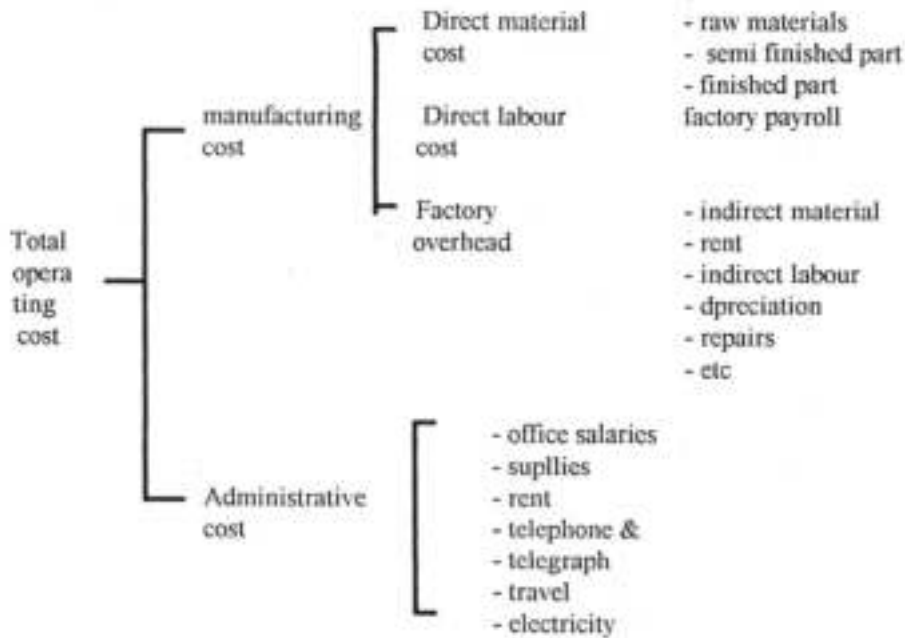 Total
opera
ting
cost
manufacturing
cost
Direct material
cost
- raw materials
- semi finished part
- finished part
Direct labour
cost
factory payroll
Factory
overhead
- indirect material
- rent
- indirect labour
- dpreciation
- repairs
- etc
Administrative
cost
- office salaries
- supllies
- rent
- telephone &
- telegraph
- travel
- electricity